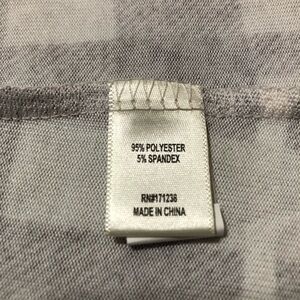 95% POLYESTER
5% SPANDEX
RN#171236
MADE IN CHINA